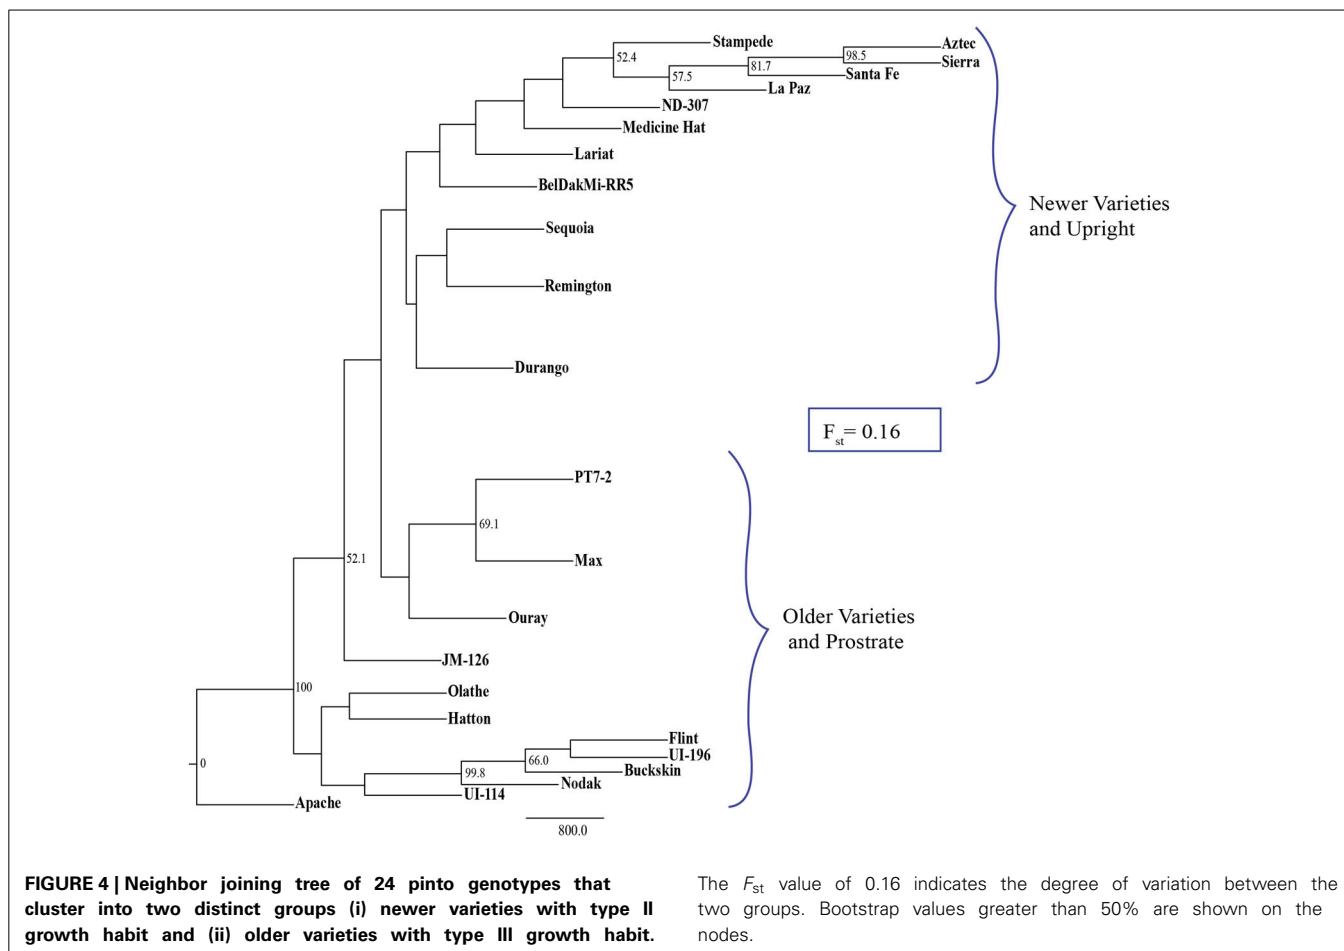 Stampede
Aztec
52.4
98.5
Sierra
81.7
Santa Fe
57.5
La Paz
ND-307
Medicine Hat
Lariat
BelDakMi-RR5
Newer Varieties
and Upright
Sequoia
Remington
Durango
Fst= 0.16
PT7-2
69.1
Max
52.1
Older Varieties
and Prostrate
Ouray
JM-126
100
Olathe
Hatton
Flint
UI-196
66.0
Buckskin
99.8
Nodak
0
UI-114
Apache
800.0
FIGURE 4 | Neighbor joining tree of 24 pinto genotypes that
cluster into two distinct groups (i) newer varieties with type II
growth habit and (ii) older varieties with type III growth habit.
The Fst value of 0.16 indicates the degree of variation between the
two groups. Bootstrap values greater than 50% are shown on the
nodes.